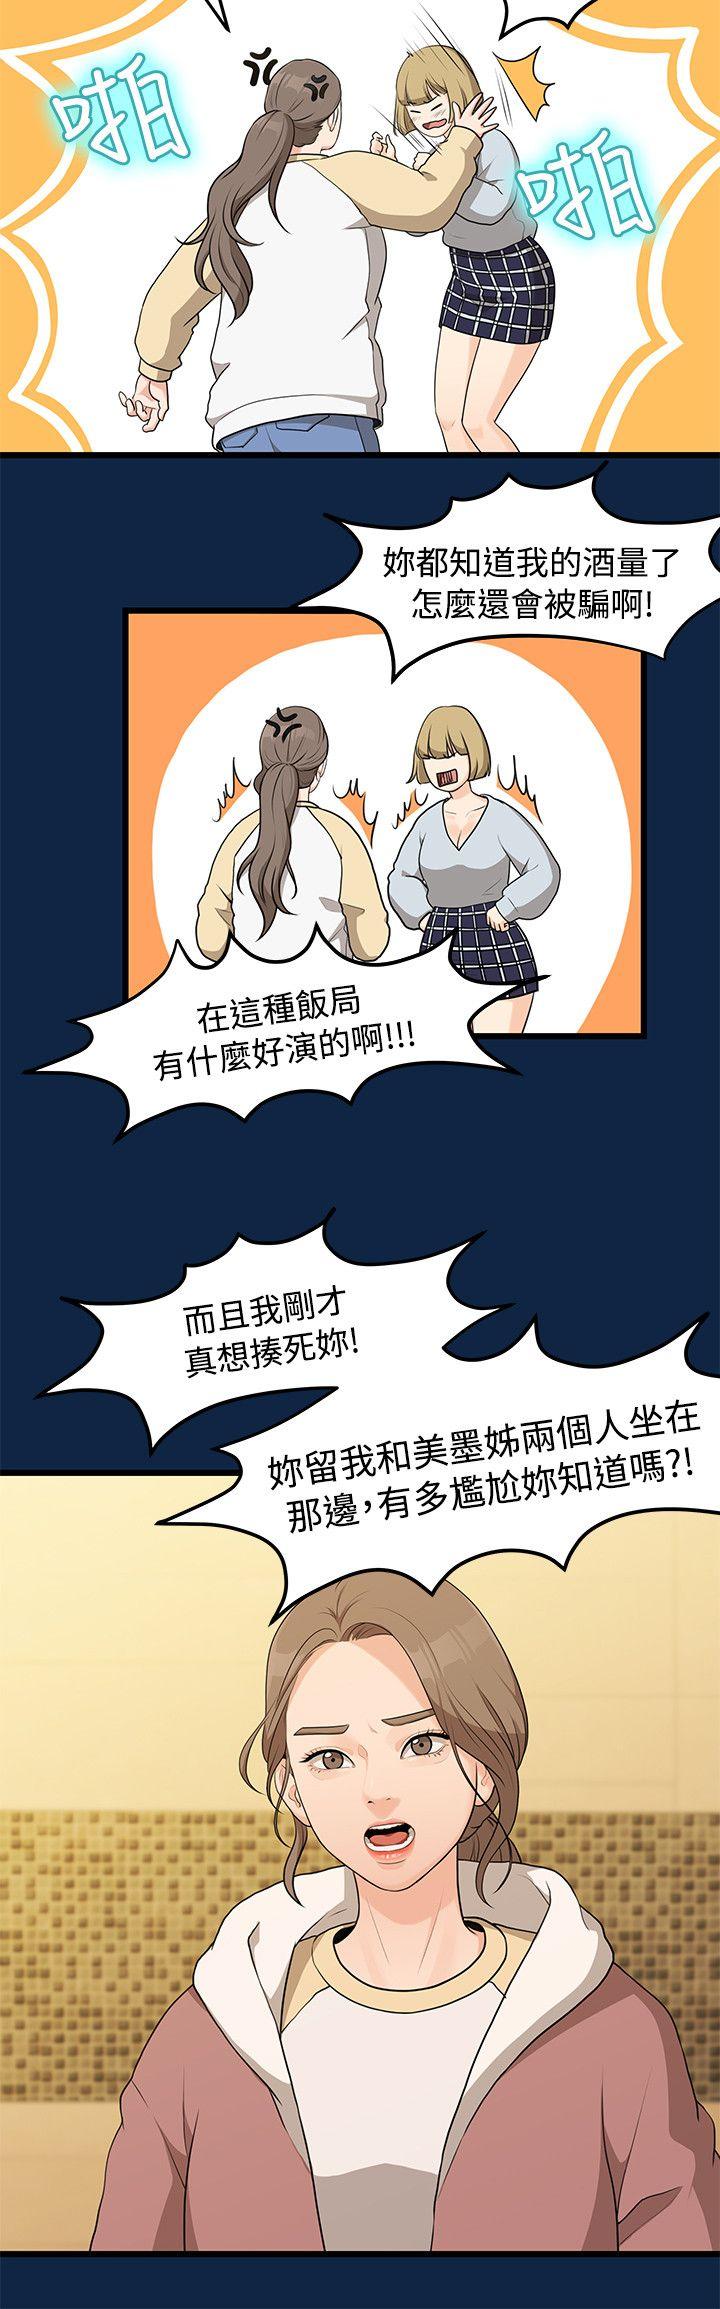 啪
啪
妳都知道我的酒量了
怎麼還會被騙啊!
在這種飯局
有什麼好演的啊!!!
而且我剛才
真想揍死妳!
妳留我和美墨姊兩個人坐在
那邊,有多尷尬妳知道嗎?!